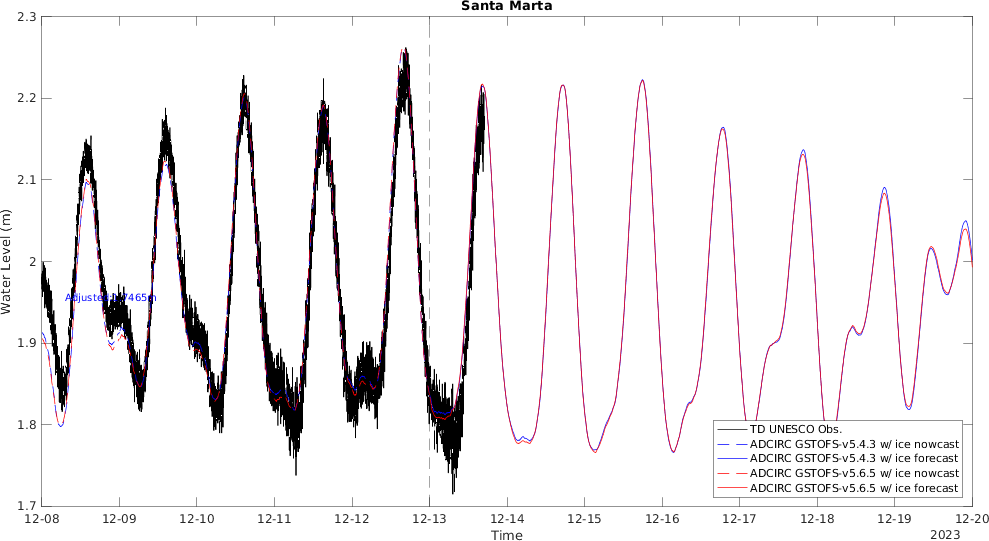 Santa Marta
2.3
2.2
2.1
2
1.9
1.8
1.7
Water Level (m)
TD UNESCO Obs.
ADCIRC GSTOFS-v5.4.3 w/ ice nowcast
ADCIRC GSTOFS-v5.4.3 w/ ice forecast
ADCIRC GSTOFS-v5.6.5 w/ ice nowcast
ADCIRC GSTOFS-v5.6.5 w/ ice forecast
12-08 12-09 12-10 12-11 12-12 12-13 12-14 12-15 12-16 12-17 12-18 12-19 12-20
Time
2023